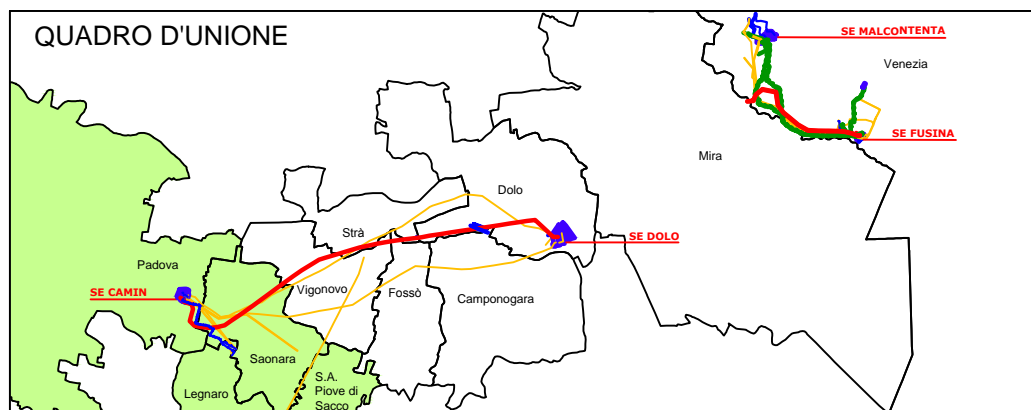 QUADRO D'UNIONE
SE MALCONTENTA
Venezia
SE FUSINA
Mira
Dolo
Strà
SE DOLO
Padova
Vigonovo
Fossò
Camponogara
SE CAMIN
Saonara
Legnaro
S.A.
Piove di
Sacco